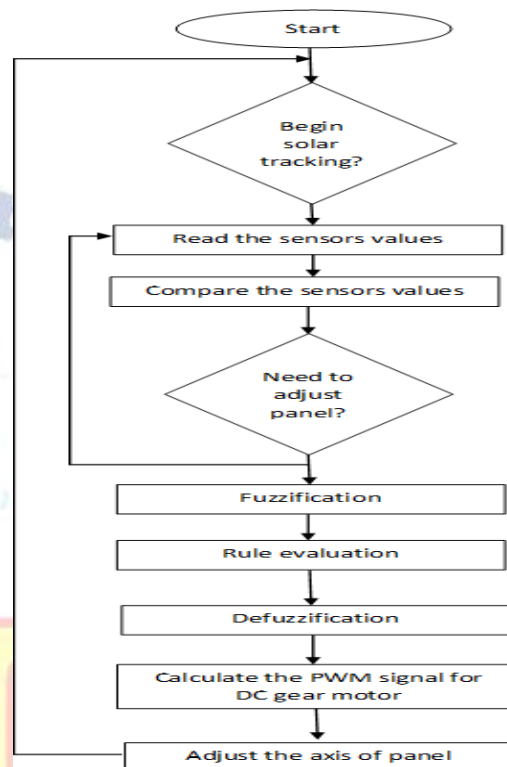 Start
Begin
solar
tracking?
Read the sensors values
Compare the sensors values
Need to
adjust
panel?
Fuzzification
Rule evaluation
Defuzzification
Calculate the PWM signal for
DC gear motor
Adjust the axis of panel